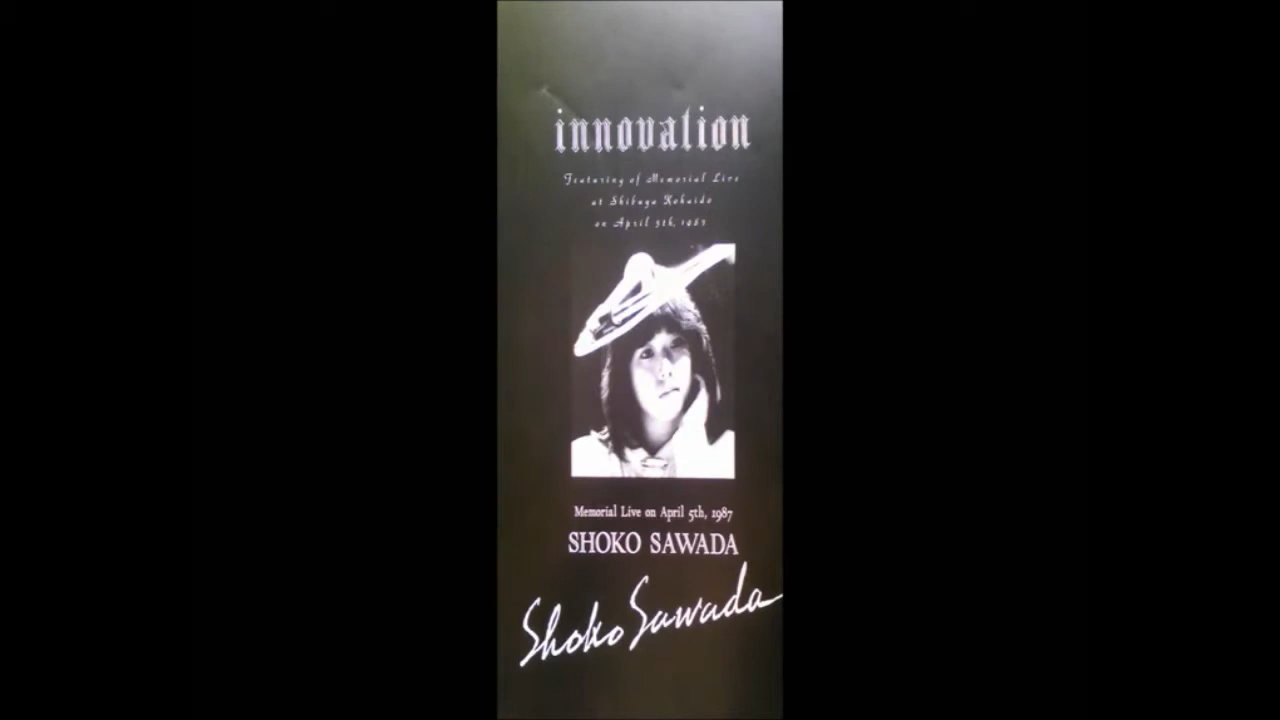 innovation
Featuring of Memorial Live
at Shibuya Kokaido
on April 5th, 1987
Memorial Live on April 5th, 1987
SHOKO SAWADA
Shoko Sawada